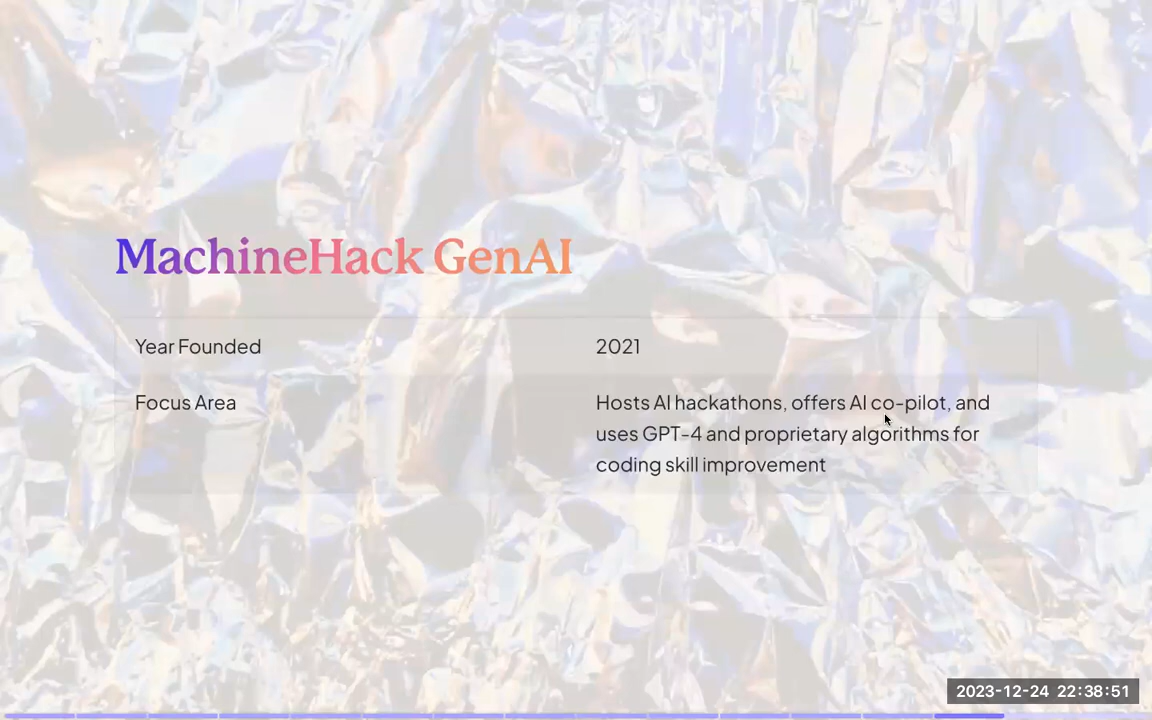 MachineHack GenAI
Year Founded
2021
Focus Area
Hosts AI hackathons, offers AI co-pilot, and
uses GPT-4 and proprietary algorithms for
coding skill improvement
2023-12-24 22:38:51